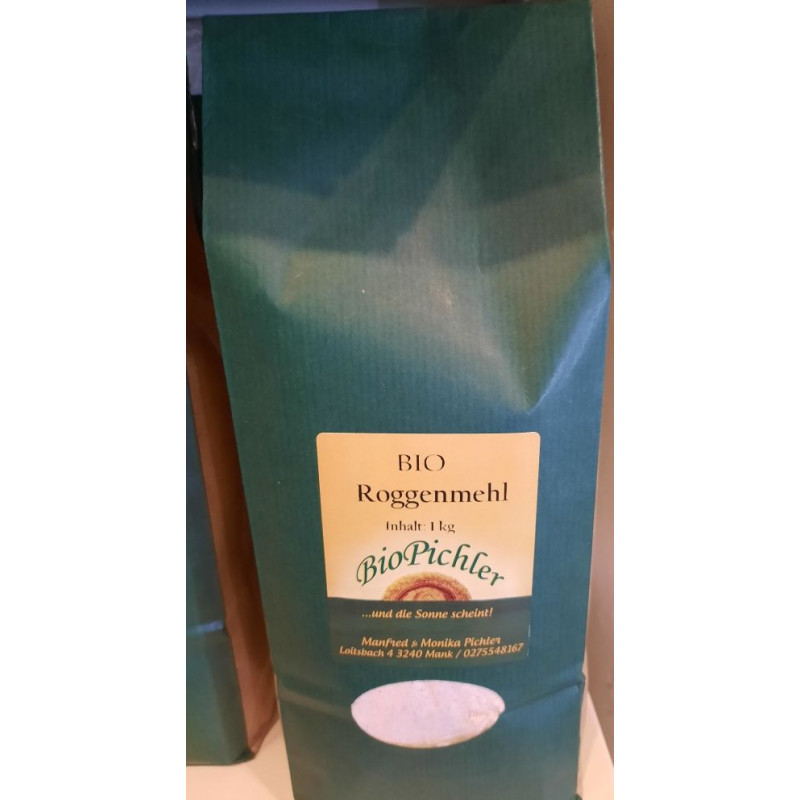 BIO
Roggenmehl
Inhalt: 1 kg
BioPichler
...und die Sonne scheint!
Manfred & Monika Pichler
Loitsbach 4 3240 Mank / 0275548167